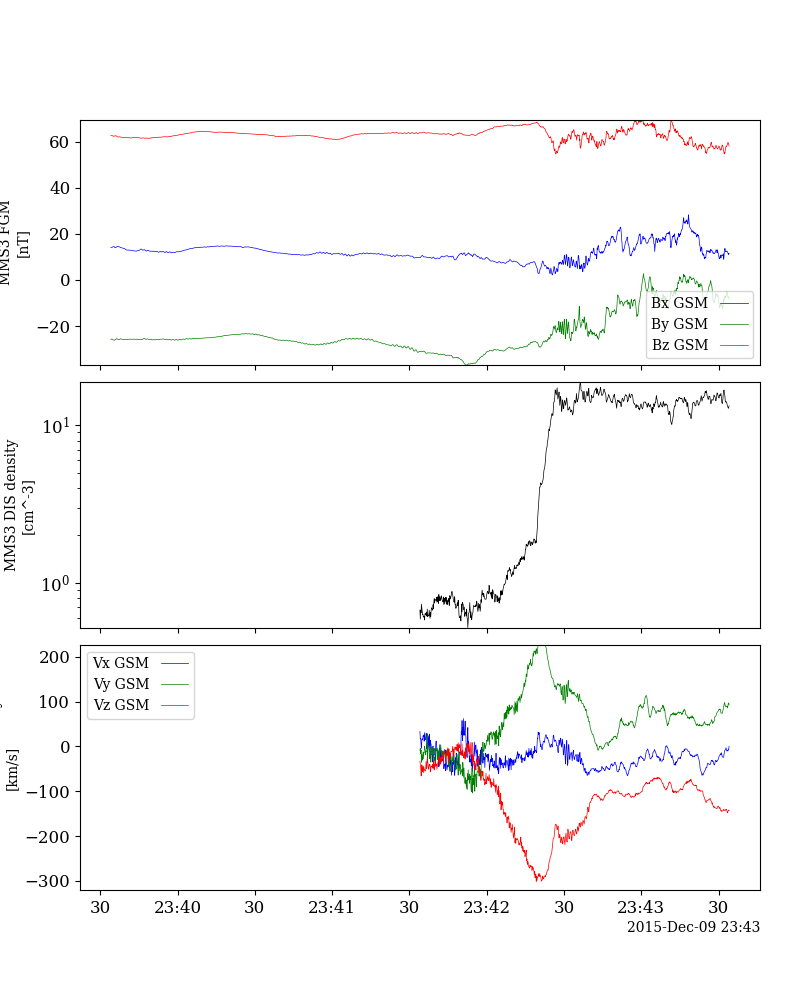 60
40
20
0
−20
MMS3 FGM
[nT]
Bx GSM
By GSM
Bz GSM
10^1
10^0
MMS3 DIS density
[cm^-3]
200
100
0
−100
−200
−300
[km/s]
Vx GSM
Vy GSM
Vz GSM
30 23:40 30 23:41 30 23:42 30 23:43 30
2015-Dec-09 23:43